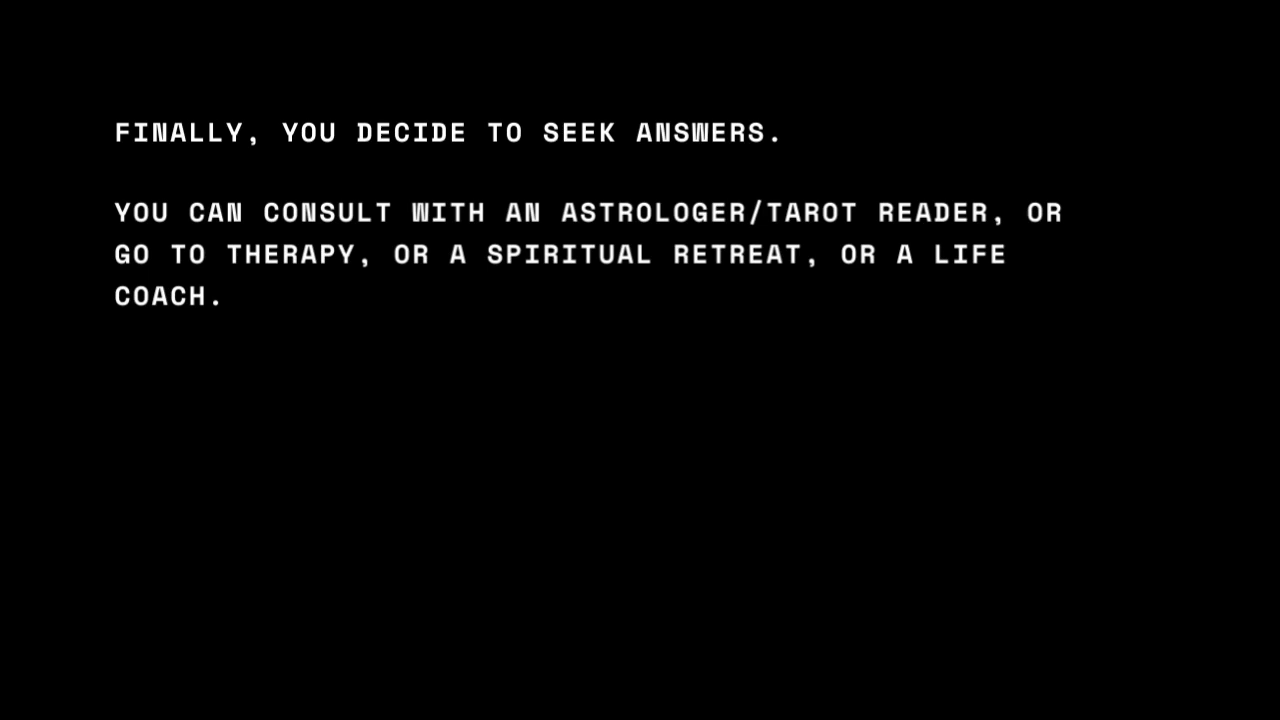 FINALLY, YOU DECIDE TO SEEK ANSWERS.
YOU CAN CONSULT WITH AN ASTROLOGER/TAROT READER, OR
GO TO THERAPY, OR A SPIRITUAL RETREAT, OR A LIFE
COACH.